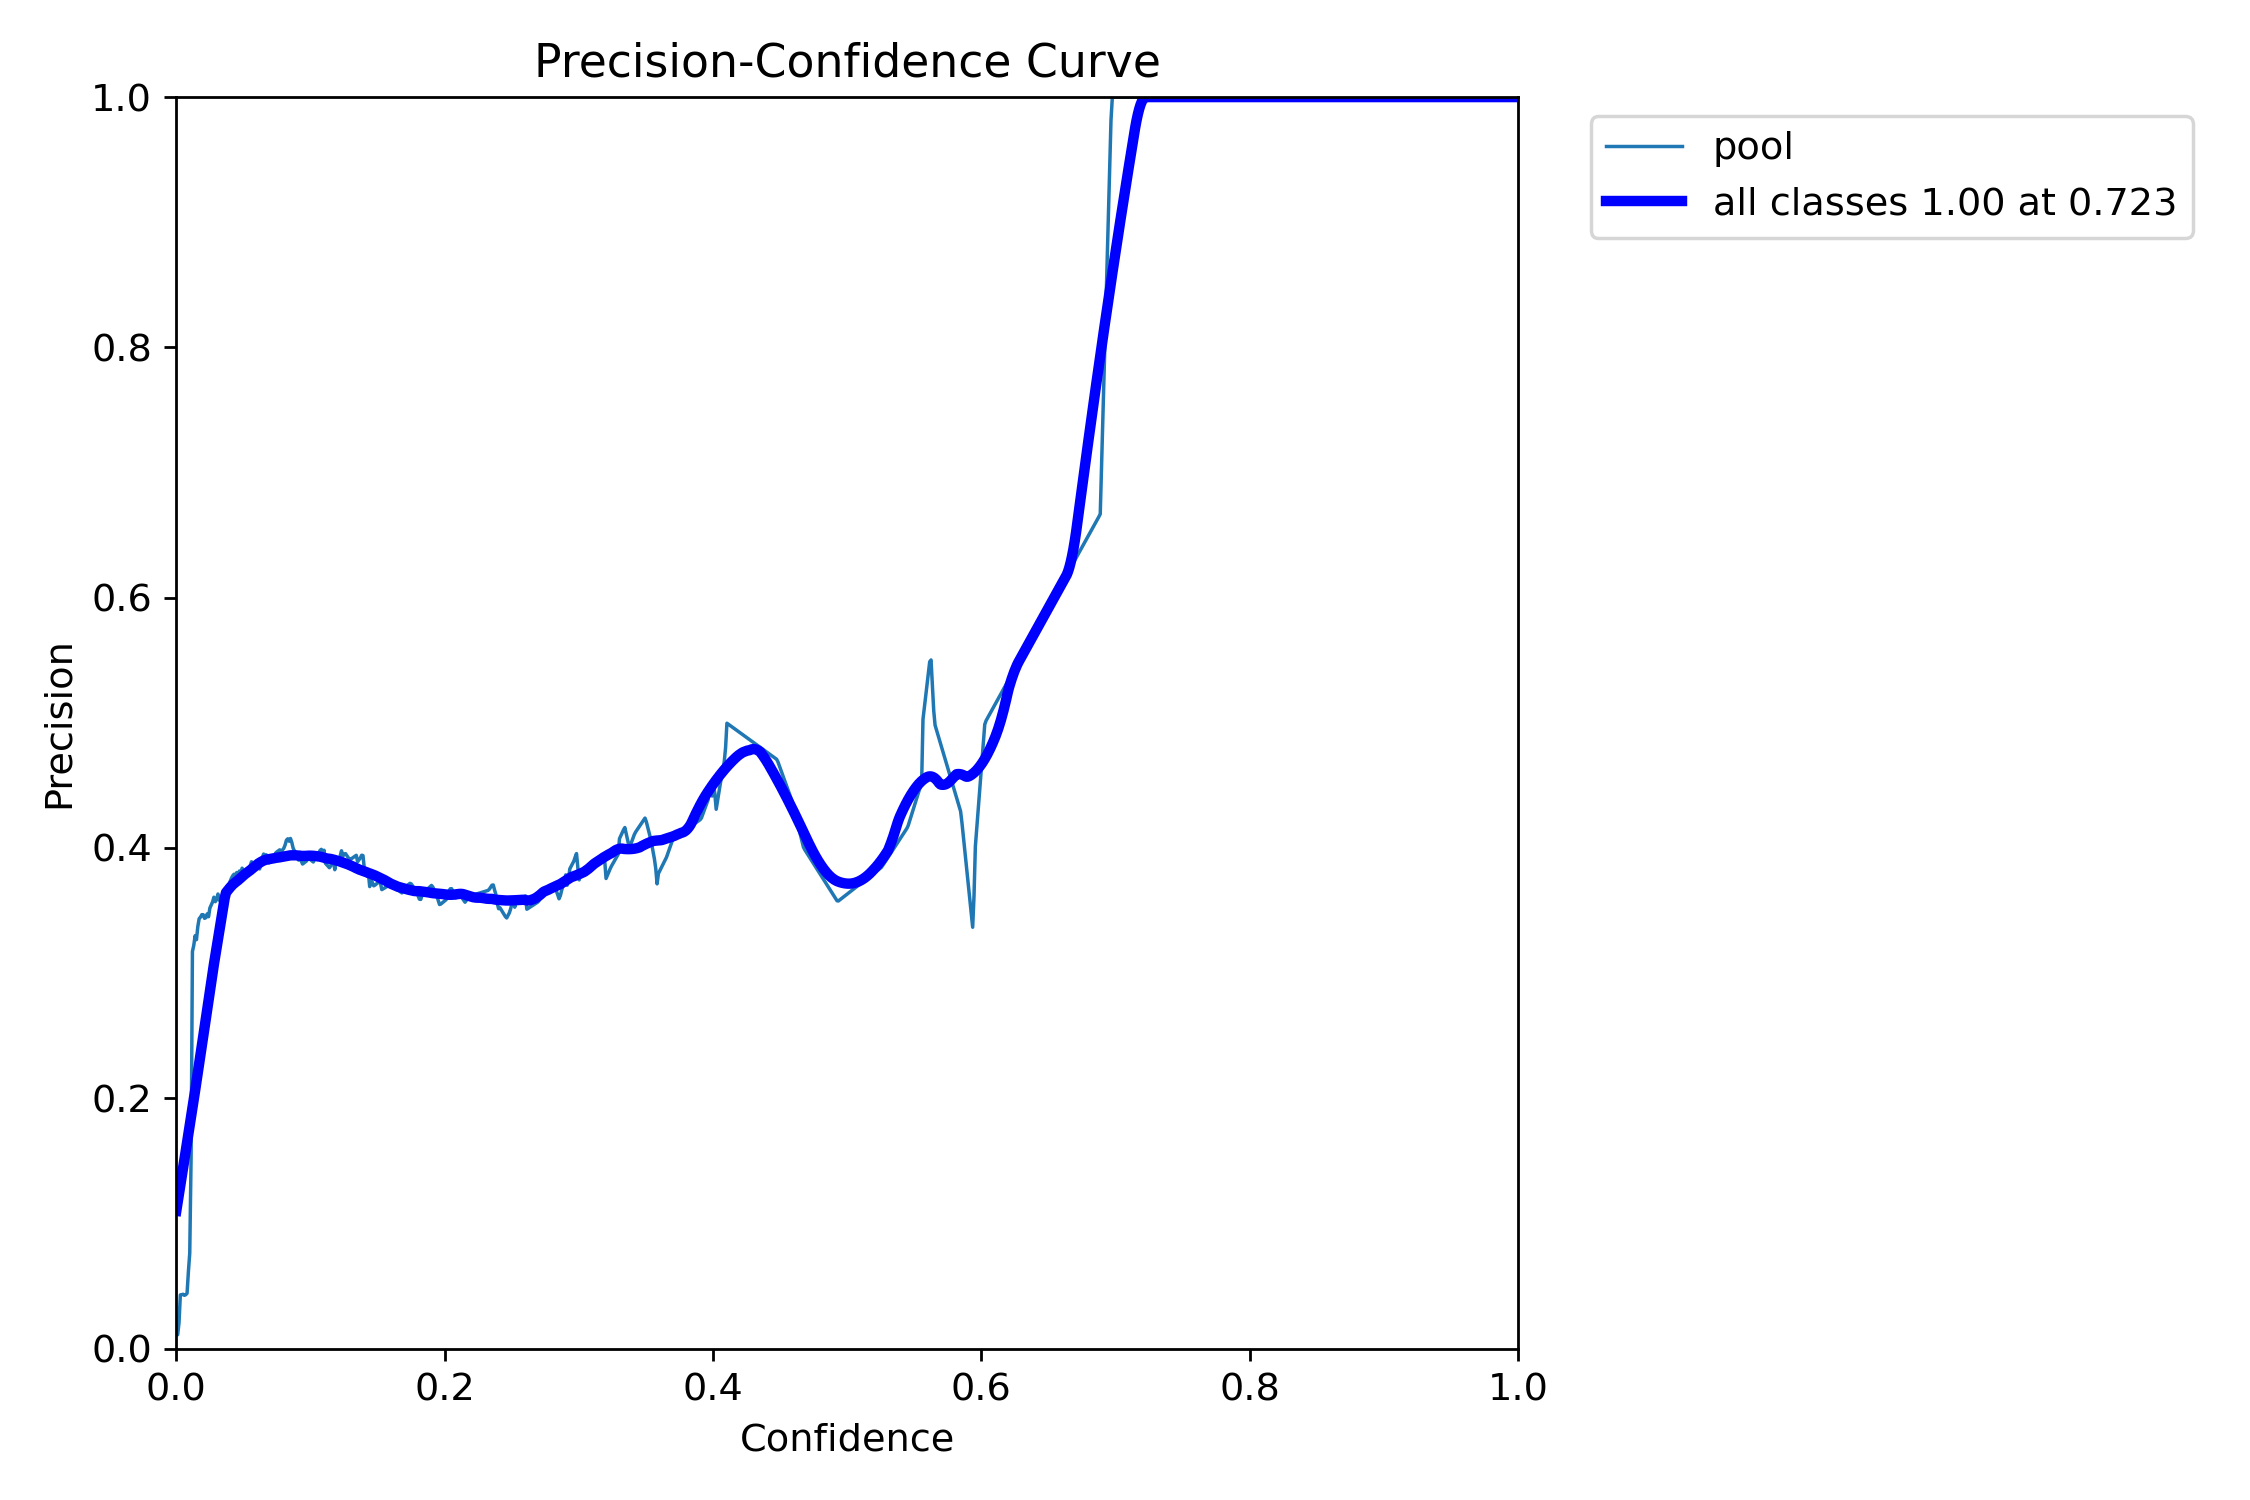 Precision-Confidence Curve
1.0
0.8
0.6
0.4
0.2
0.0
Precision
0.0 0.2 0.4 0.6 0.8 1.0
Confidence
pool
all classes 1.00 at 0.723